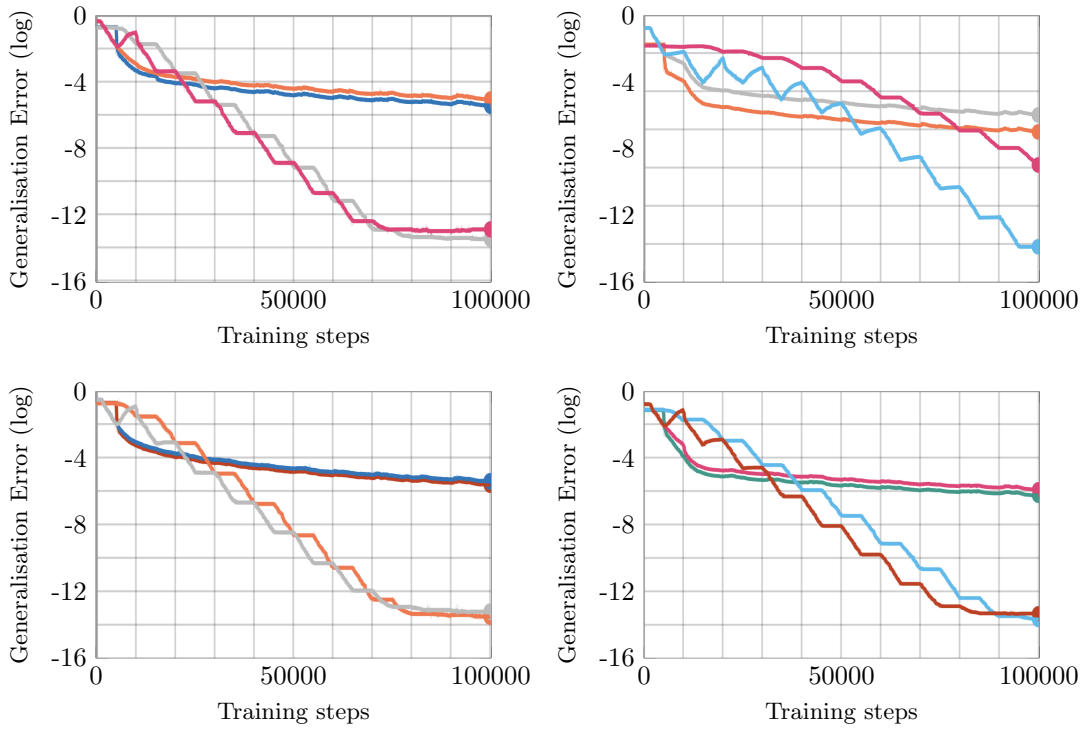 Generalisation Error (log)
0
-4
-8
-12
-16
0 50000 100000
Training steps
Generalisation Error (log)
0
-4
-8
-12
-16
0 50000 100000
Training steps
Generalisation Error (log)
0
-4
-8
-12
-16
0 50000 100000
Training steps
Generalisation Error (log)
0
-4
-8
-12
-16
0 50000 100000
Training steps